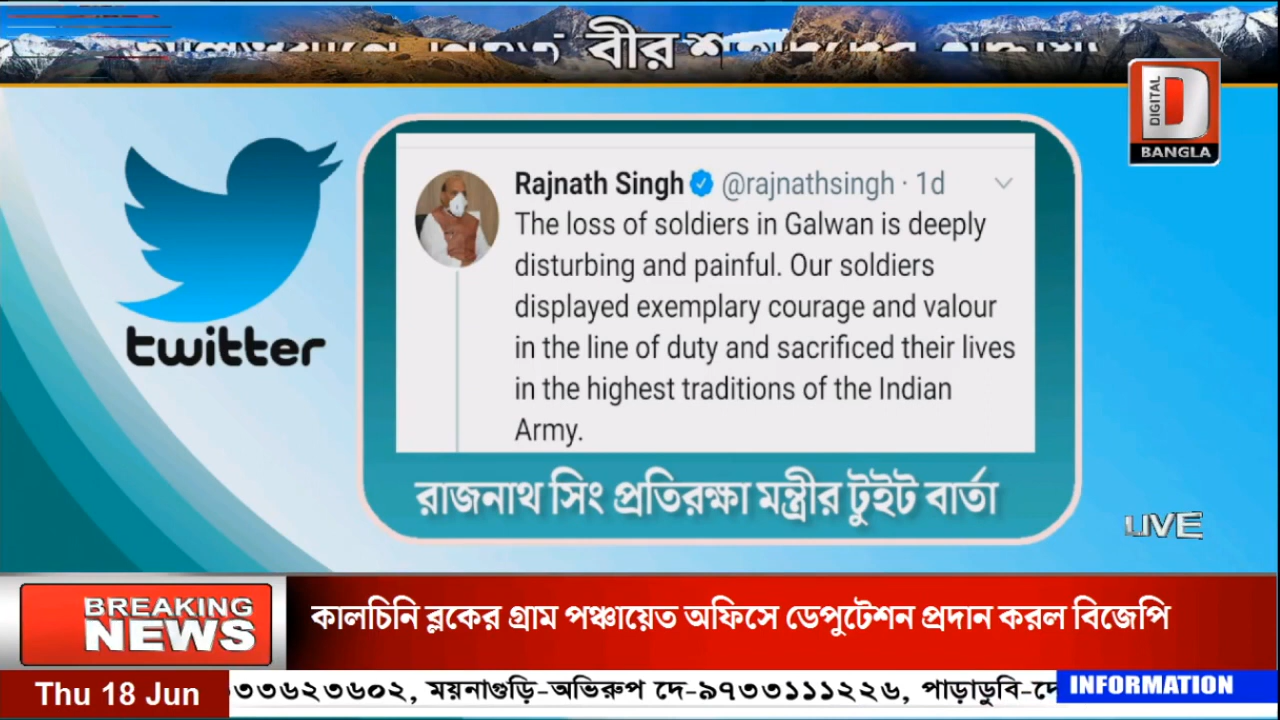 বীর
DIGITAL
D
BANGLA
twitter
Rajnath Singh @rajnathsingh · 1d
The loss of soldiers in Galwan is deeply
disturbing and painful. Our soldiers
displayed exemplary courage and valour
in the line of duty and sacrificed their lives
in the highest traditions of the Indian
Army.
রাজনাথ সিং প্রতিরক্ষা মন্ত্রীর টুইট বার্তা
LIVE
BREAKING
NEWS
কালচিনি ব্লকের গ্রাম পঞ্চায়েত অফিসে ডেপুটেশন প্রদান করল বিজেপি
Thu 18 Jun
৩৩৬২৩৬০২, ময়নাগুড়ি-অভিরুপ দে-৯৭৩৩১১১২২৬, পাড়াডুবি-দে
INFORMATION